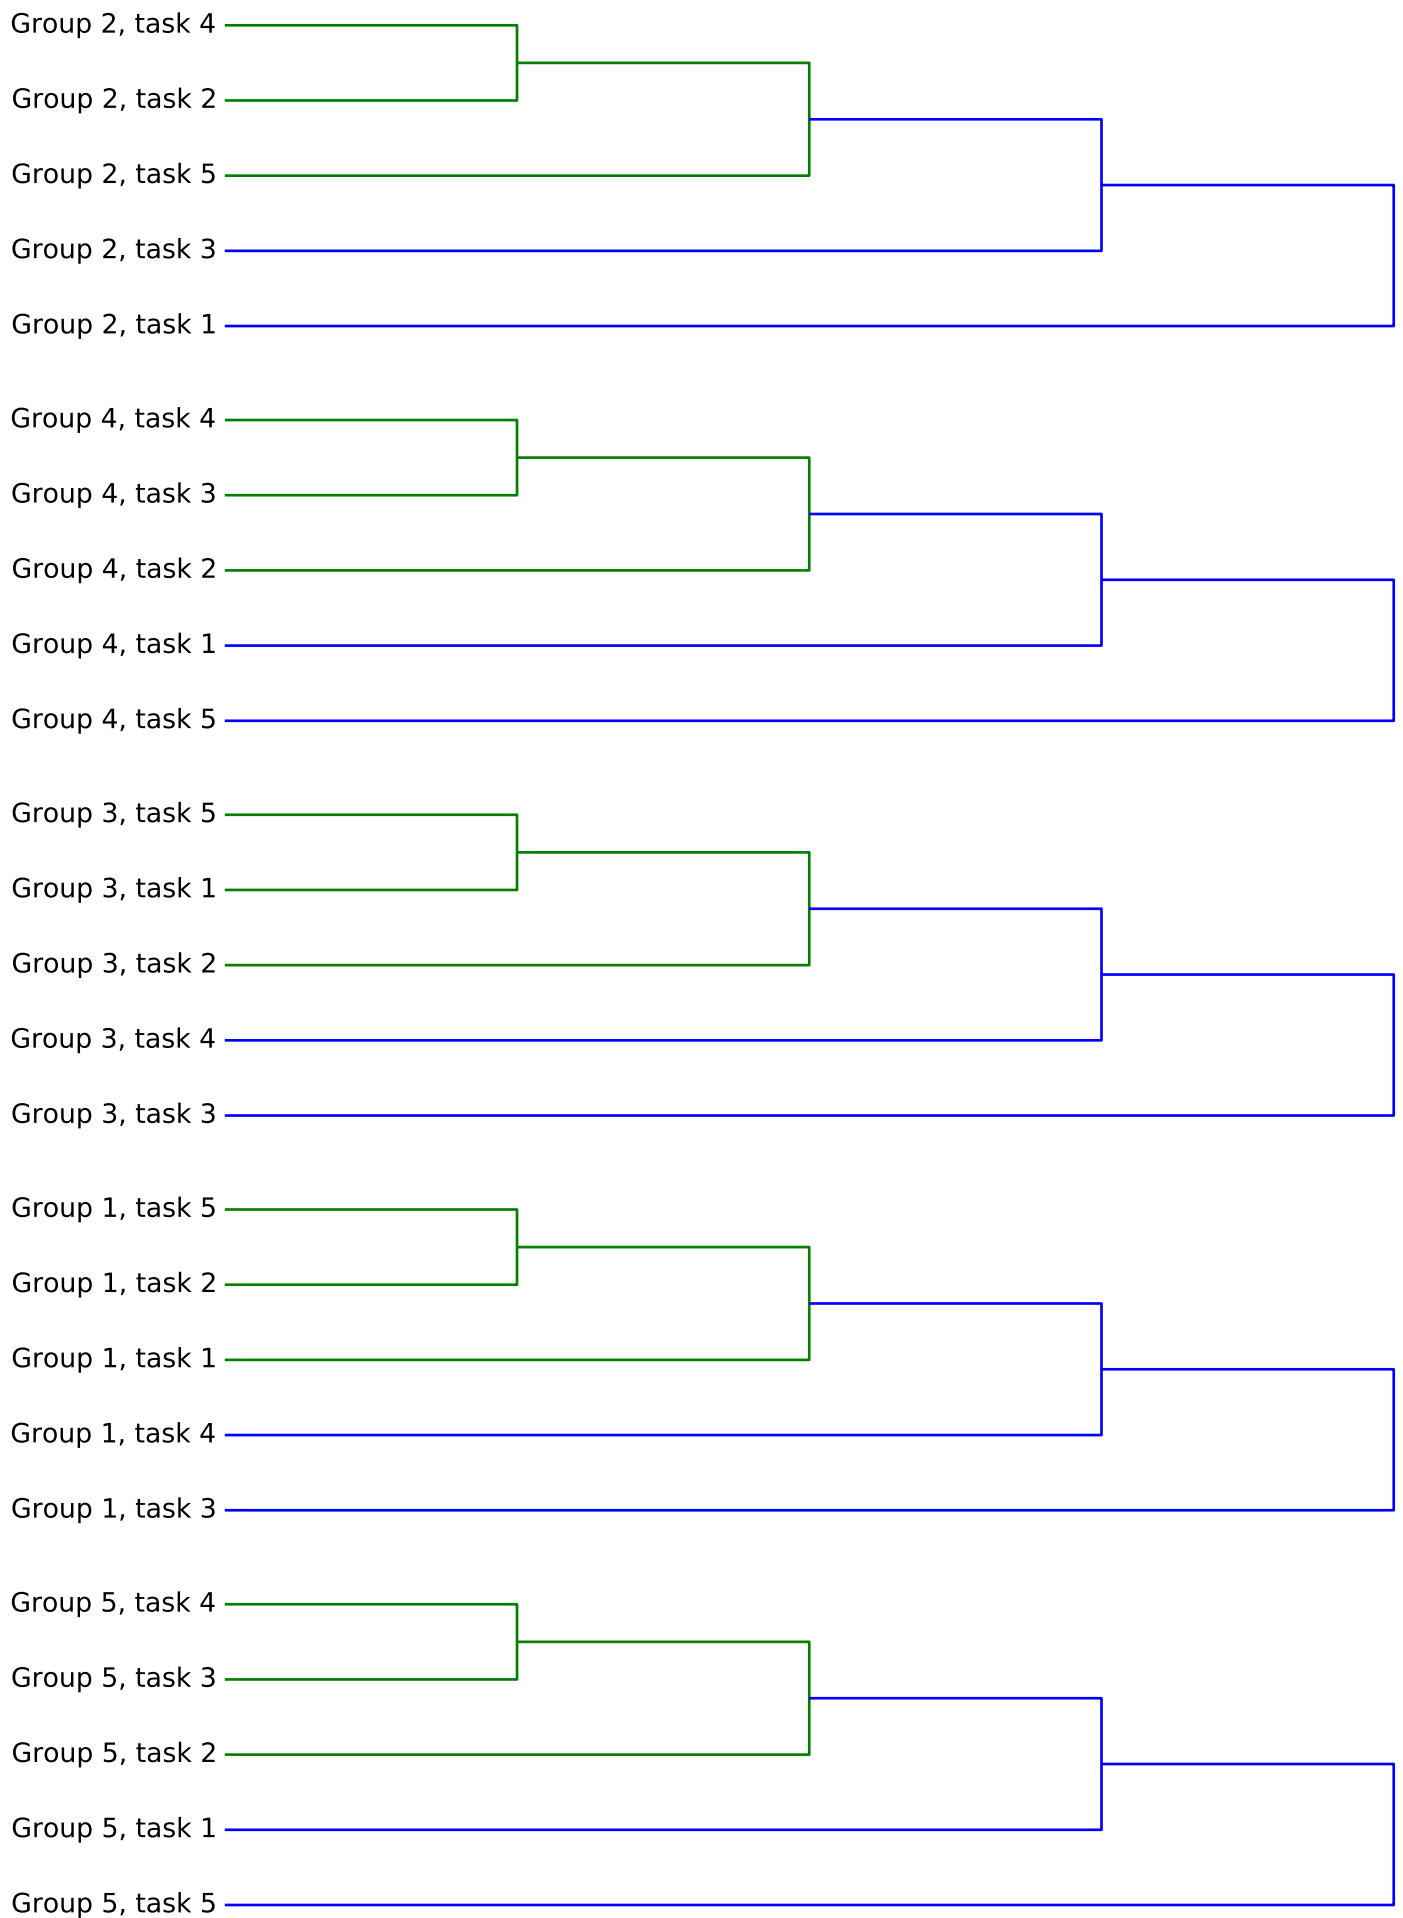 Group 2, task 4
Group 2, task 2
Group 2, task 5
Group 2, task 3
Group 2, task 1
Group 4, task 4
Group 4, task 3
Group 4, task 2
Group 4, task 1
Group 4, task 5
Group 3, task 5
Group 3, task 1
Group 3, task 2
Group 3, task 4
Group 3, task 3
Group 1, task 5
Group 1, task 2
Group 1, task 1
Group 1, task 4
Group 1, task 3
Group 5, task 4
Group 5, task 3
Group 5, task 2
Group 5, task 1
Group 5, task 5